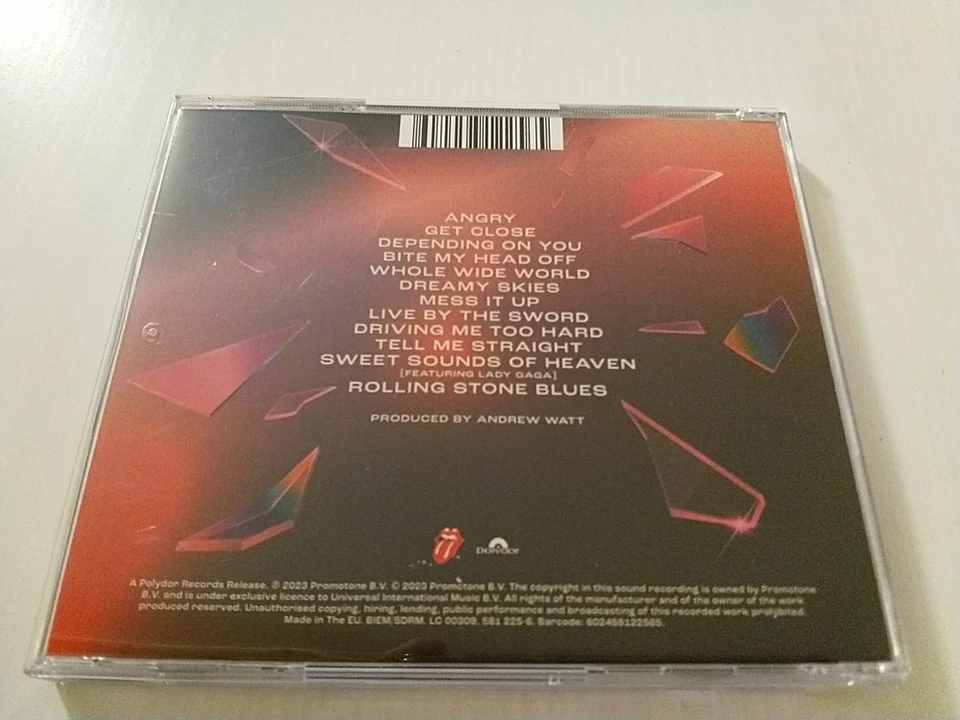 ANGRY
GET CLOSE
DEPENDING ON YOU
BITE MY HEAD OFF
WHOLE WIDE WORLD
DREAMY SKIES
MESS IT UP
LIVE BY THE SWORD
DRIVING ME TOO HARD
TELL ME STRAIGHT
SWEET SOUNDS OF HEAVEN
[FEATURING LADY GAGA]
ROLLING STONE BLUES
PRODUCED BY ANDREW WATT
Polydor
A Polydor Records Release. ℗ 2023 Promotone B.V. © 2023 Promotone B.V. The copyright in this sound recording is owned by Promotone
B.V. and is under exclusive licence to Universal International Music B.V. All rights of the manufacturer and of the owner of the work
produced reserved. Unauthorised copying, hiring, lending, public performance and broadcasting of this recorded work prohibited.
Made in The EU. BIEM/SDRM. LC 00309. 581 225-6. Barcode: 602458122565.